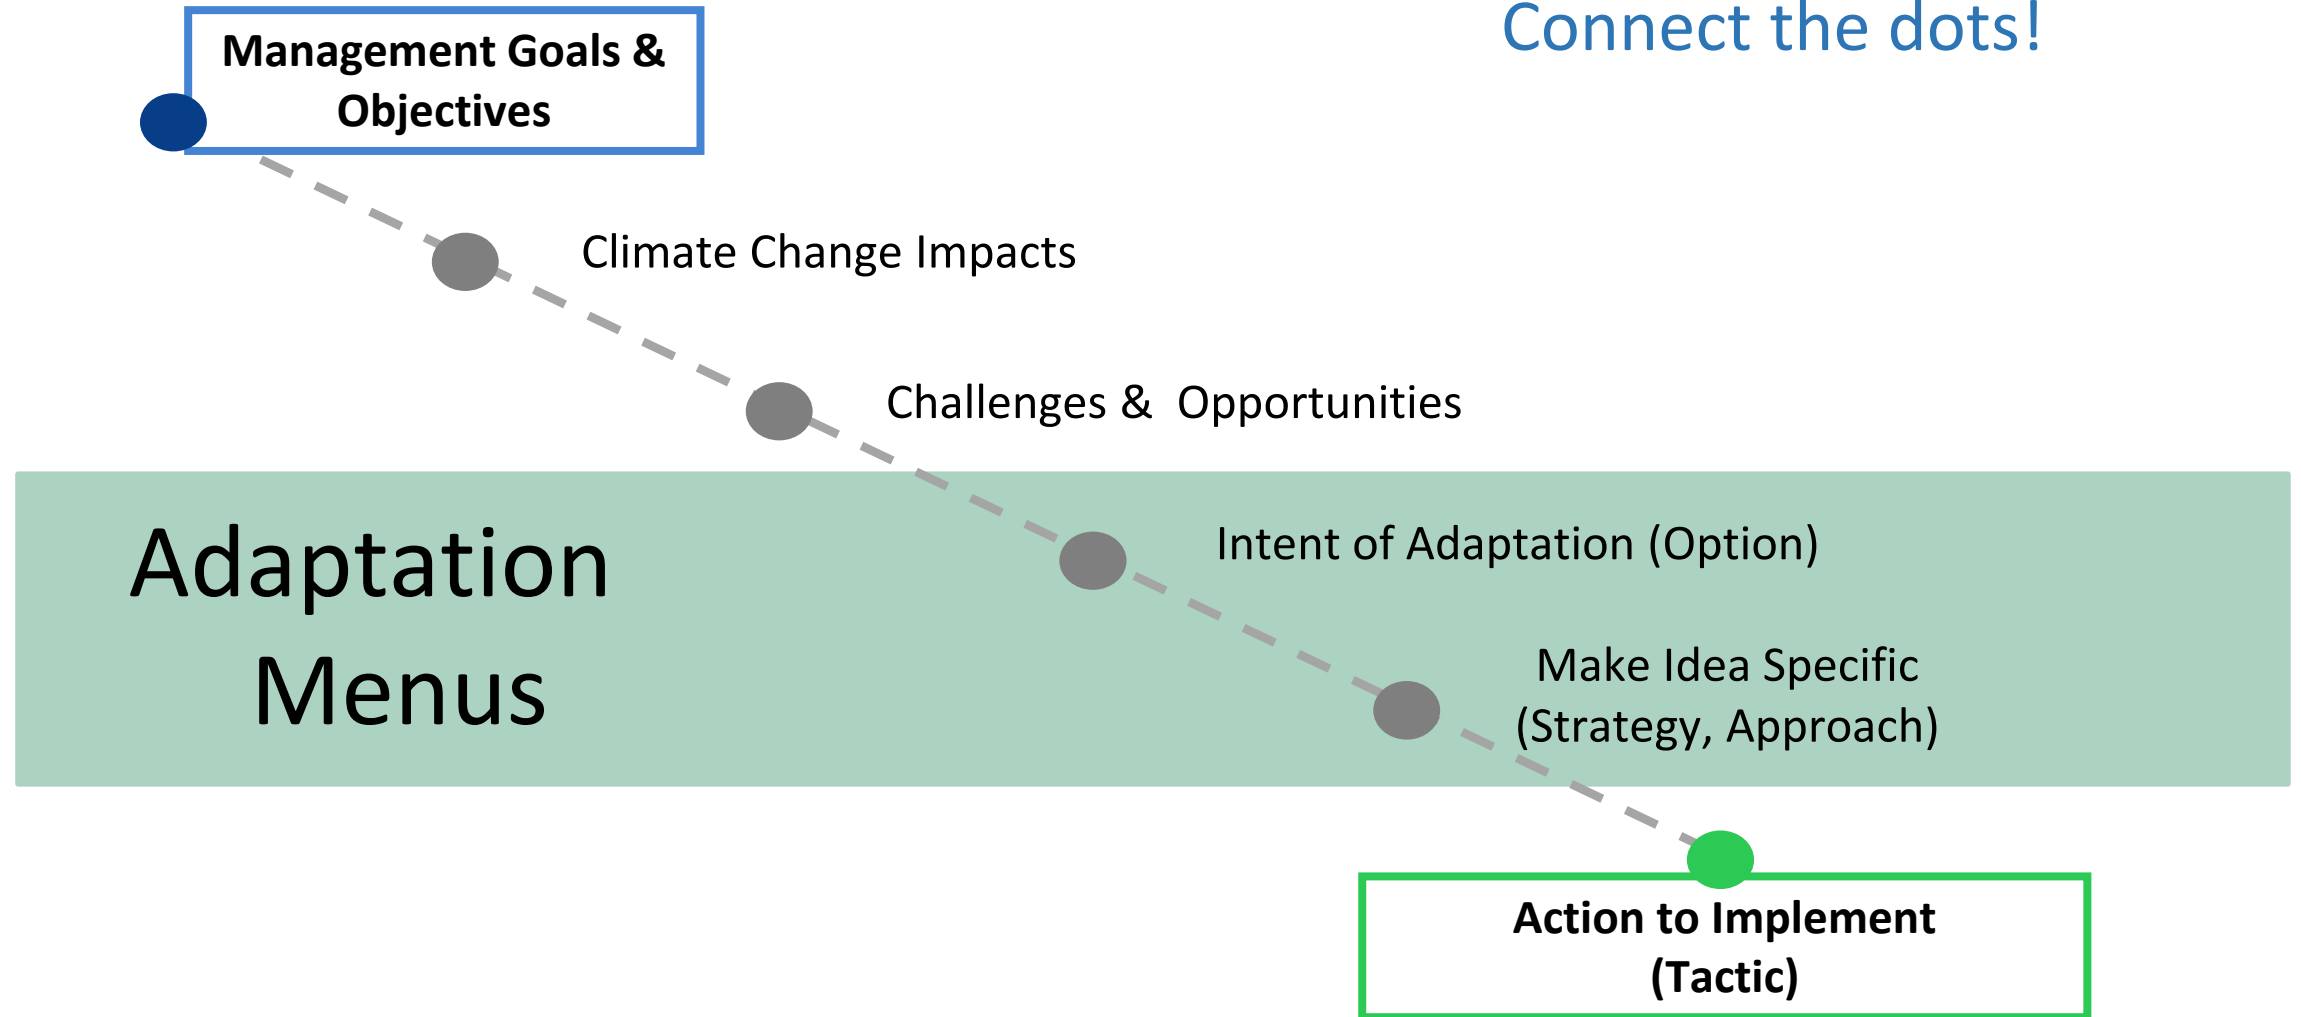 Connect the dots!
Management Goals &
Objectives
Climate Change Impacts
Challenges &  Opportunities
Adaptation
Menus
Intent of Adaptation (Option)
Make Idea Specific
(Strategy, Approach)
Action to Implement
(Tactic)